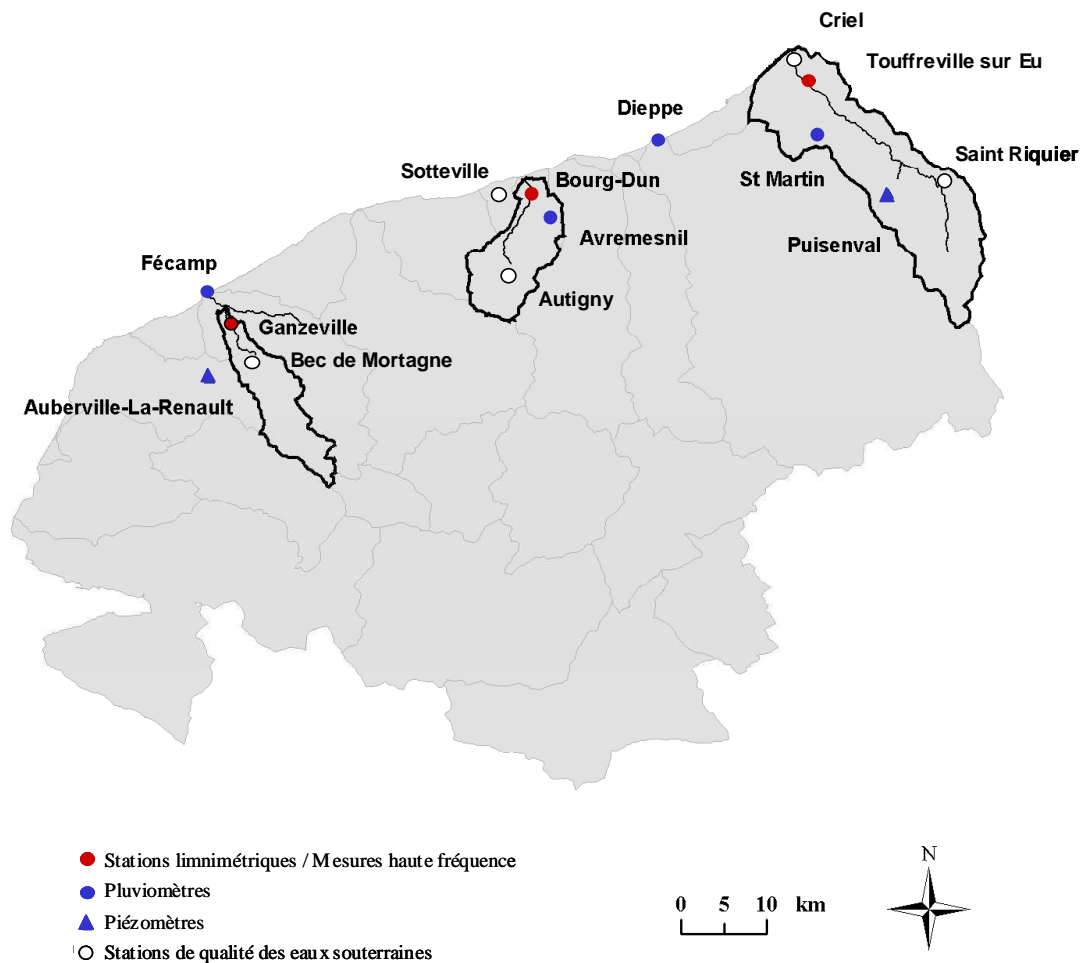 Criel
Touffreville sur Eu
Dieppe
Saint Riquier
Sotteville
Bourg-Dun
St Martin
Avremesnil
Puisenval
Fécamp
Autigny
Ganzeville
Bec de Mortagne
Auberville-La-Renault
Stations limnimétriques / Mesures haute fréquence
Pluviomètres
Piézomètres
Stations de qualité des eaux souterraines
0 5 10 km
N